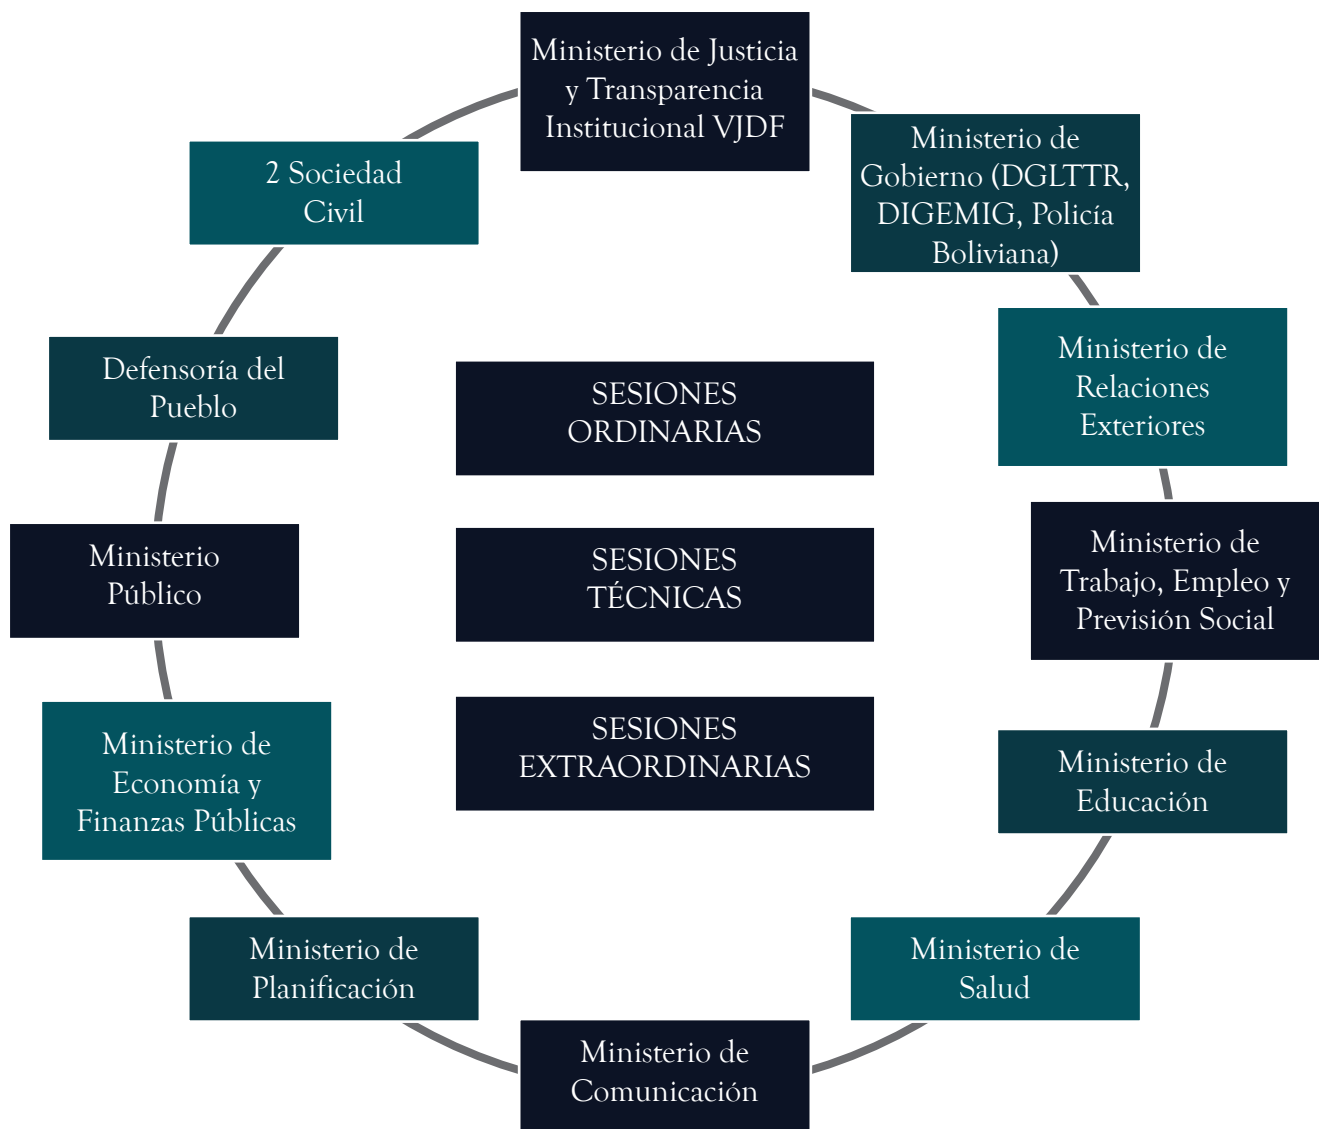 Ministerio de Justicia
y Transparencia
Institucional VJDF
Ministerio de
Gobierno (DGLTTR,
DIGEMIG, Policía
Boliviana)
Ministerio de
Relaciones
Exteriores
Ministerio de
Trabajo, Empleo y
Previsión Social
Ministerio de
Educación
Ministerio de
Salud
Ministerio de
Comunicación
Ministerio de
Planificación
Ministerio de
Economía y
Finanzas Públicas
Ministerio
Público
Defensoría del
Pueblo
2 Sociedad
Civil
SESIONES
ORDINARIAS
SESIONES
TÉCNICAS
SESIONES
EXTRAORDINARIAS